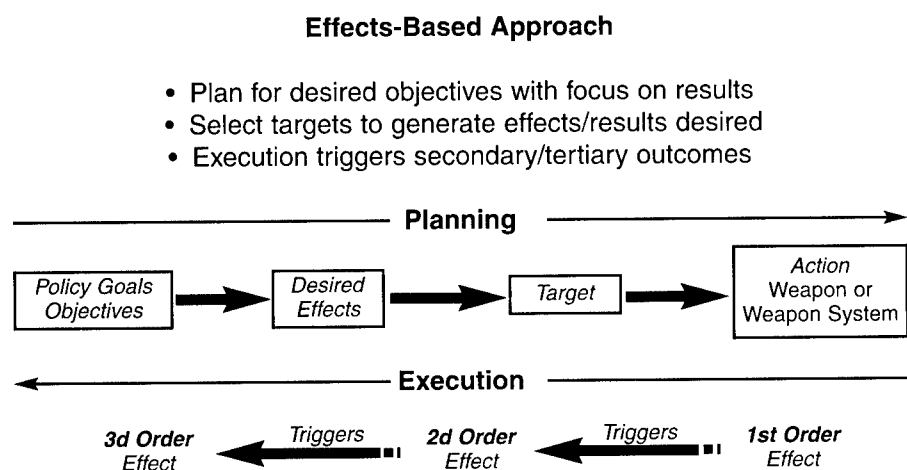 Effects-Based Approach
• Plan for desired objectives with focus on results
• Select targets to generate effects/results desired
• Execution triggers secondary/tertiary outcomes
Planning
Policy Goals
Objectives
Desired
Effects
Target
Action
Weapon or
Weapon System
Execution
3d Order
Effect
Triggers
2d Order
Effect
Triggers
1st Order
Effect